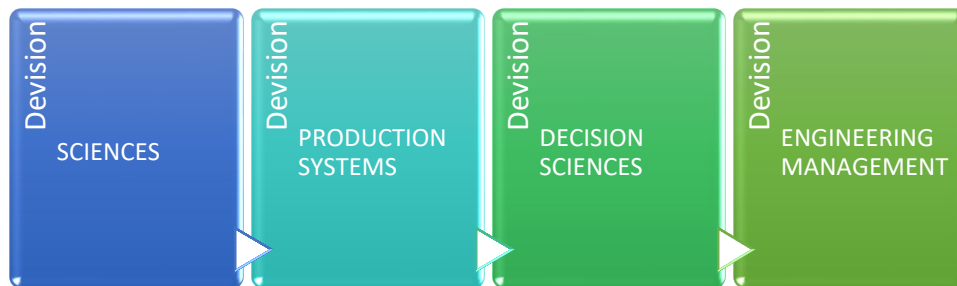 Devision
SCIENCES
Devision
PRODUCTION
SYSTEMS
Devision
DECISION
SCIENCES
Devision
ENGINEERING
MANAGEMENT